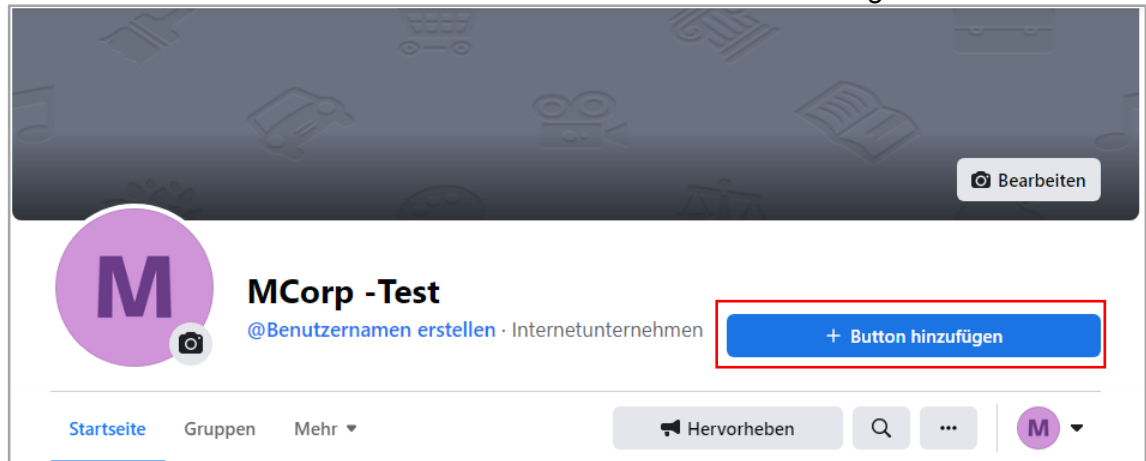 Bearbeiten
M
MCorp -Test
@Benutzernamen erstellen · Internetunternehmen
+ Button hinzufügen
Startseite Gruppen Mehr Hervorheben M